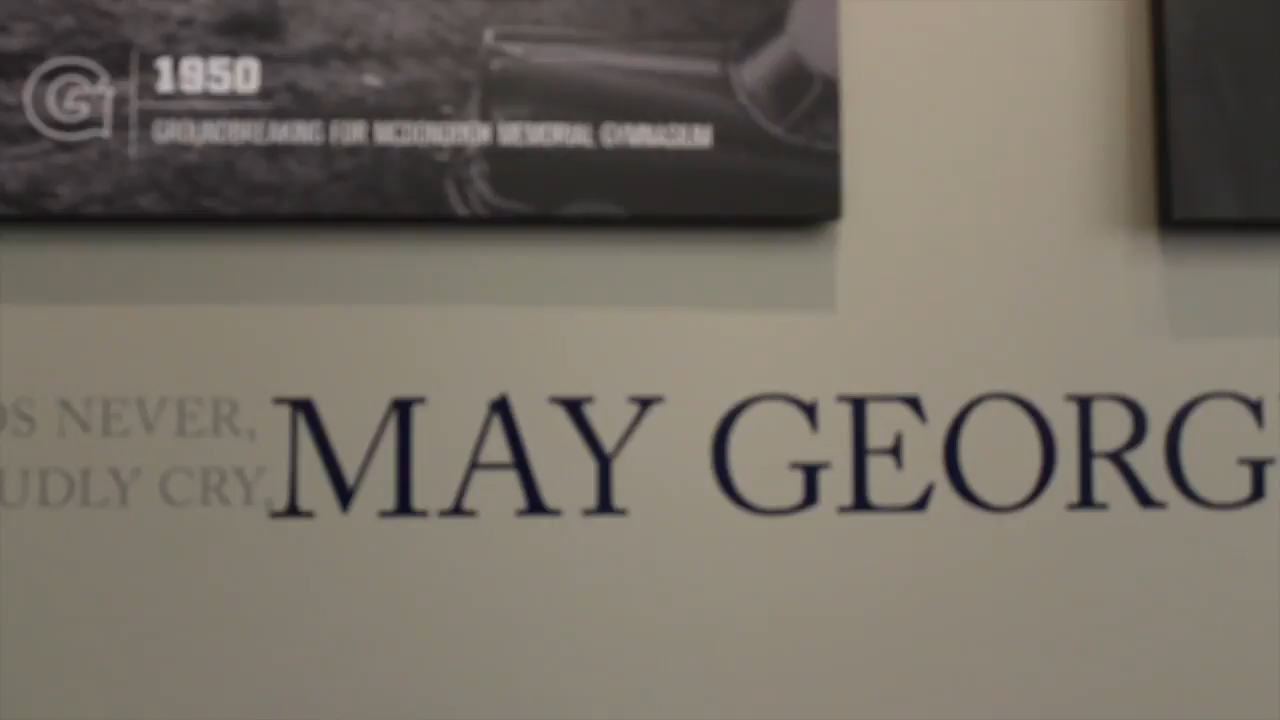 G
1950
GROUNDBREAKING FOR MCDONOUGH MEMORIAL GYMNASIUM
OS NEVER,
UDLY CRY,
MAY GEORG